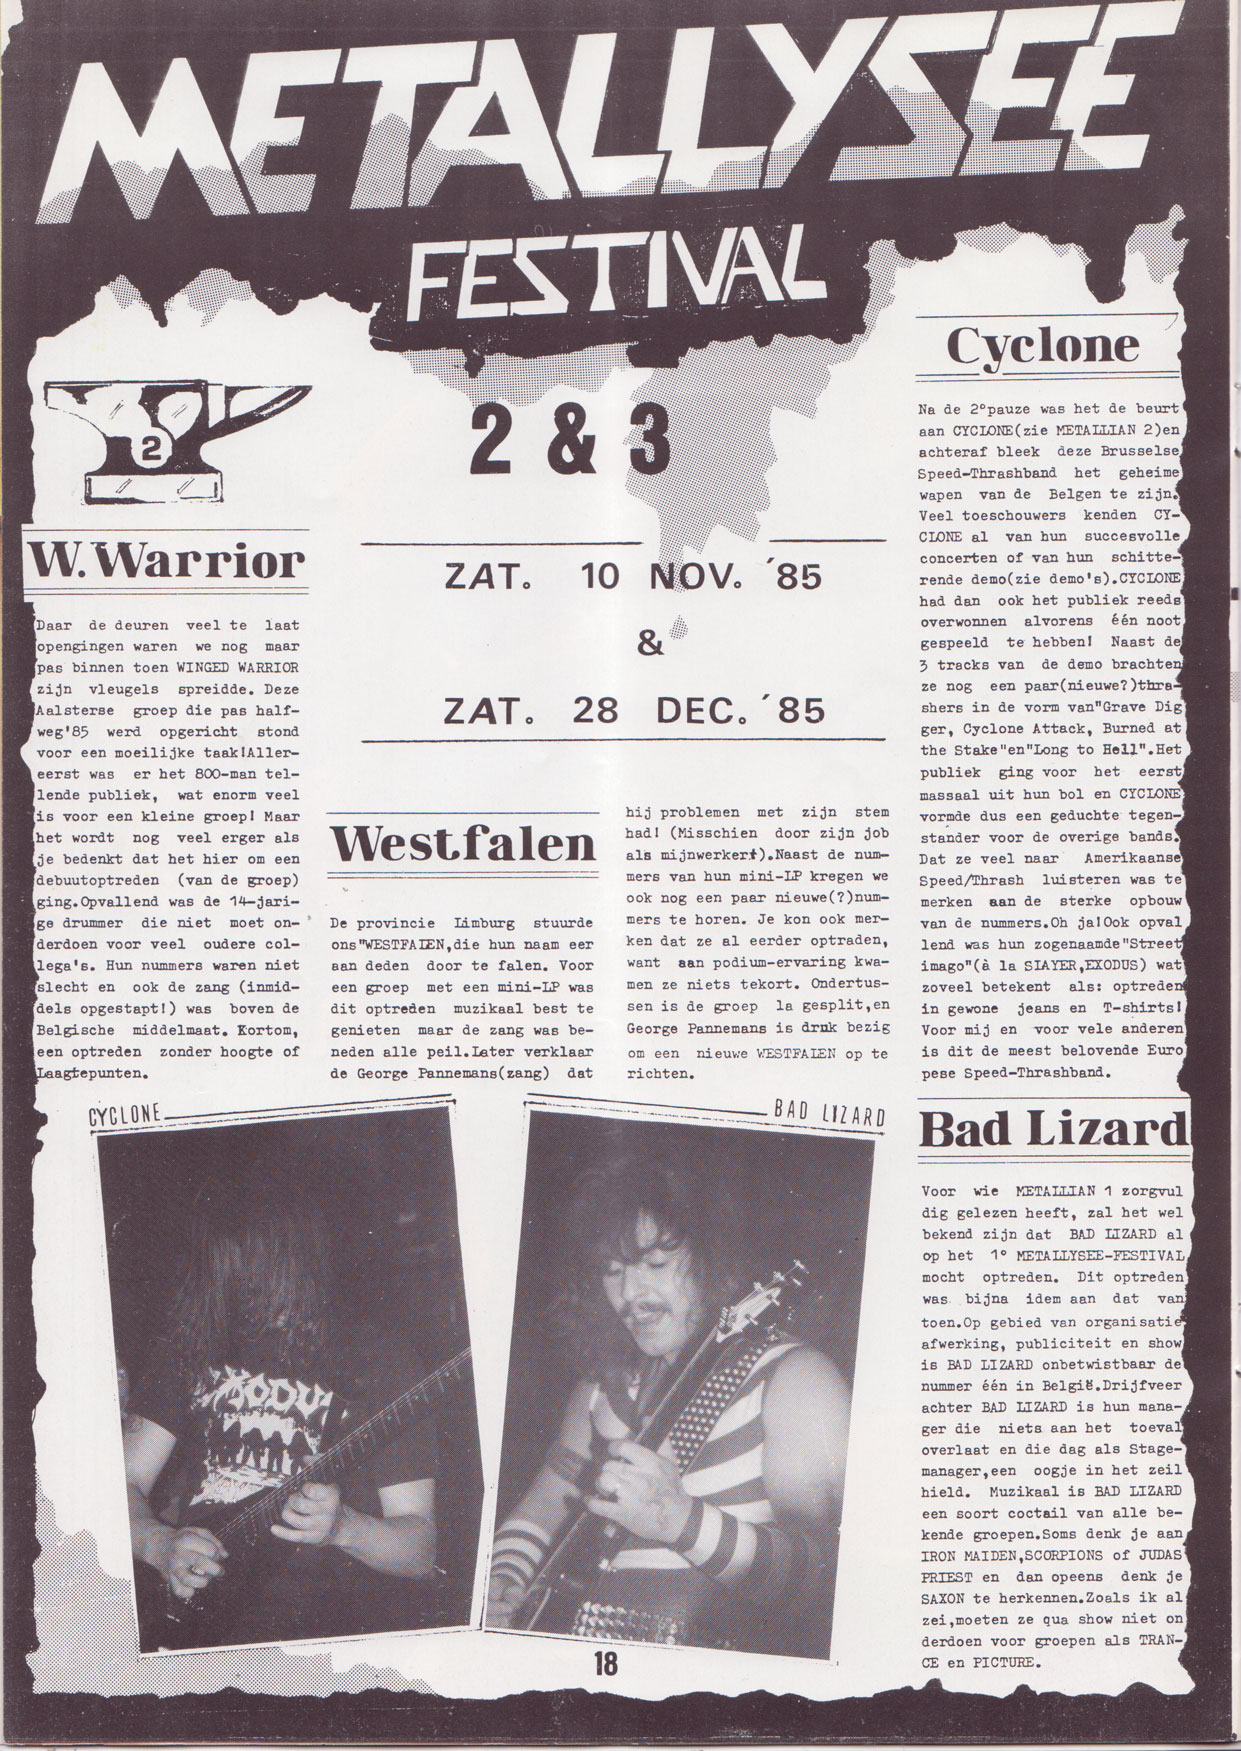 METALLYSEE
FESTIVAL
2 & 3
ZAT. 10 NOV. ´85
&
ZAT. 28 DEC. ´85
2
W. Warrior
Daar de deuren veel te laat
opengingen waren we nog maar
pas binnen toen WINGED WARRIOR
zijn vleugels spreidde. Deze
Aalsterse groep die pas half-
weg'85 werd opgericht stond
voor een moeilijke taak!Aller-
eerst was er het 800-man tel-
lende publiek, wat enorm veel
is voor een kleine groep! Maar
het wordt nog veel erger als
je bedenkt dat het hier om een
debuutoptreden (van de groep)
ging.Opvallend was de 14-jari-
ge drummer die niet moet on-
derdoen voor veel oudere col-
lega's. Hun nummers waren niet
slecht en ook de zang (inmid-
dels opgestapt!) was boven de
Belgische middelmaat. Kortom,
een optreden zonder hoogte of
Laagtepunten.
Westfalen
De provincie Limburg stuurde
ons"WESTFALEN,die hun naam eer
aan deden door te falen. Voor
een groep met een mini-LP was
dit optreden muzikaal best te
genieten maar de zang was be-
neden alle peil.Later verklaar
de George Pannemans(zang) dat
hij problemen met zijn stem
had! (Misschien door zijn job
als mijnwerker†).Naast de num-
mers van hun mini-LP kregen we
ook nog een paar nieuwe(?)num-
mers te horen. Je kon ook mer-
ken dat ze al eerder optraden,
want aan podium-ervaring kwa-
men ze niets tekort. Ondertus-
sen is de groep la gesplit,en
George Pannemans is druk bezig
om een nieuwe WESTFALEN op te
richten.
Cyclone
Na de 2°pauze was het de beurt
aan CYCLONE(zie METALLIAN 2)en
achteraf bleek deze Brusselse
Speed-Thrashband het geheime
wapen van de Belgen te zijn.
Veel toeschouwers kenden CY-
CLONE al van hun succesvolle
concerten of van hun schitte-
rende demo(zie demo's).CYCLONE
had dan ook het publiek reeds
overwonnen alvorens één noot
gespeeld te hebben! Naast de
3 tracks van de demo brachten
ze nog een paar(nieuwe?)thra-
shers in de vorm van"Grave Dig
ger, Cyclone Attack, Burned at
the Stake"en"Long to Hell".Het
publiek ging voor het eerst
massaal uit hun bol en CYCLONE
vormde dus een geduchte tegen-
stander voor de overige bands.
Dat ze veel naar Amerikaanse
Speed/Thrash luisteren was te
merken aan de sterke opbouw
van de nummers.Oh ja!Ook opval
lend was hun zogenaamde"Street
imago"(à la SLAYER,EXODUS) wat
zoveel betekent als: optreden
in gewone jeans en T-shirts!
Voor mij en voor vele anderen
is dit de meest belovende Euro
pese Speed-Thrashband.
Bad Lizard
Voor wie METALLIAN 1 zorgvul
dig gelezen heeft, zal het wel
bekend zijn dat BAD LIZARD al
op het 1° METALLYSEE-FESTIVAL
mocht optreden. Dit optreden
was bijna idem aan dat van
toen.Op gebied van organisatie
afwerking, publiciteit en show
is BAD LIZARD onbetwistbaar de
nummer één in België.Drijfveer
achter BAD LIZARD is hun mana-
ger die niets aan het toeval
overlaat en die dag als Stage-
manager,een oogje in het zeil
hield. Muzikaal is BAD LIZARD
een soort coctail van alle be-
kende groepen.Soms denk je aan
IRON MAIDEN,SCORPIONS of JUDAS
PRIEST en dan opeens denk je
SAXON te herkennen.Zoals ik al
zei,moeten ze qua show niet on
derdoen voor groepen als TRAN-
CE en PICTURE.
CYCLONE
BAD LIZARD
18